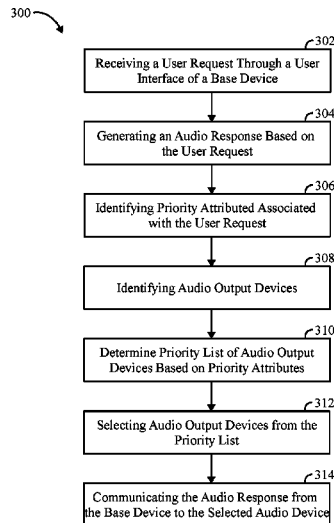 300
302
Receiving a User Request Through a User
Interface of a Base Device
304
Generating an Audio Response Based on
the User Request
306
Identifying Priority Attributed Associated
with the User Request
308
Identifying Audio Output Devices
310
Determine Priority List of Audio Output
Devices Based on Priority Attributes
312
Selecting Audio Output Devices from the
Priority List
314
Communicating the Audio Response from
the Base Device to the Selected Audio Device